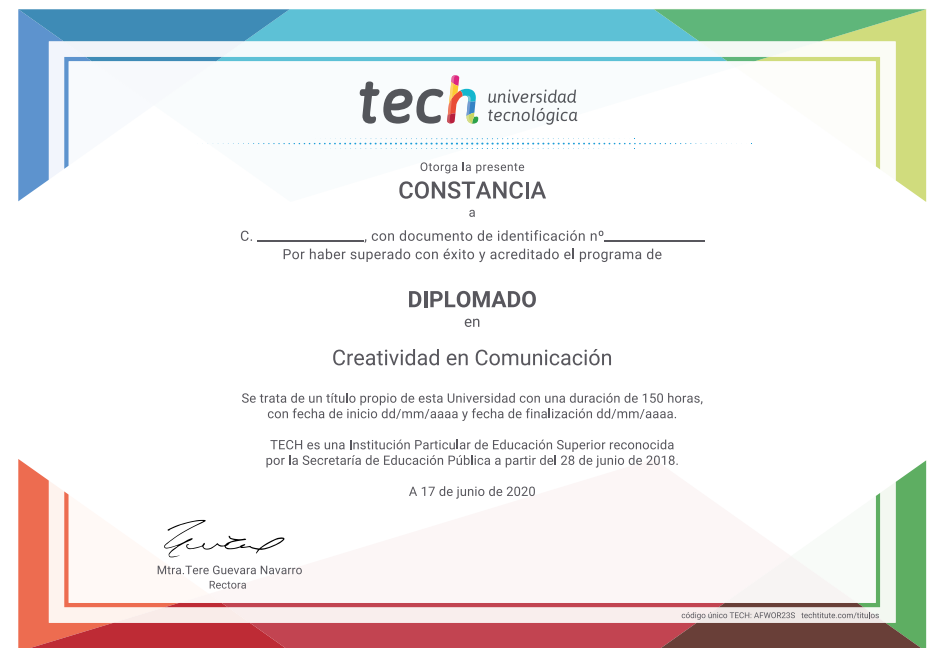 tech universidad
tecnológica
Otorga la presente
CONSTANCIA
a
C. ____________, con documento de identificación nº____________
Por haber superado con éxito y acreditado el programa de
DIPLOMADO
en
Creatividad en Comunicación
Se trata de un título propio de esta Universidad con una duración de 150 horas,
con fecha de inicio dd/mm/aaaa y fecha de finalización dd/mm/aaaa.
TECH es una Institución Particular de Educación Superior reconocida
por la Secretaría de Educación Pública a partir del 28 de junio de 2018.
A 17 de junio de 2020
Mtra.Tere Guevara Navarro
Rectora
código único TECH: AFWOR23S techtitute.com/títulos